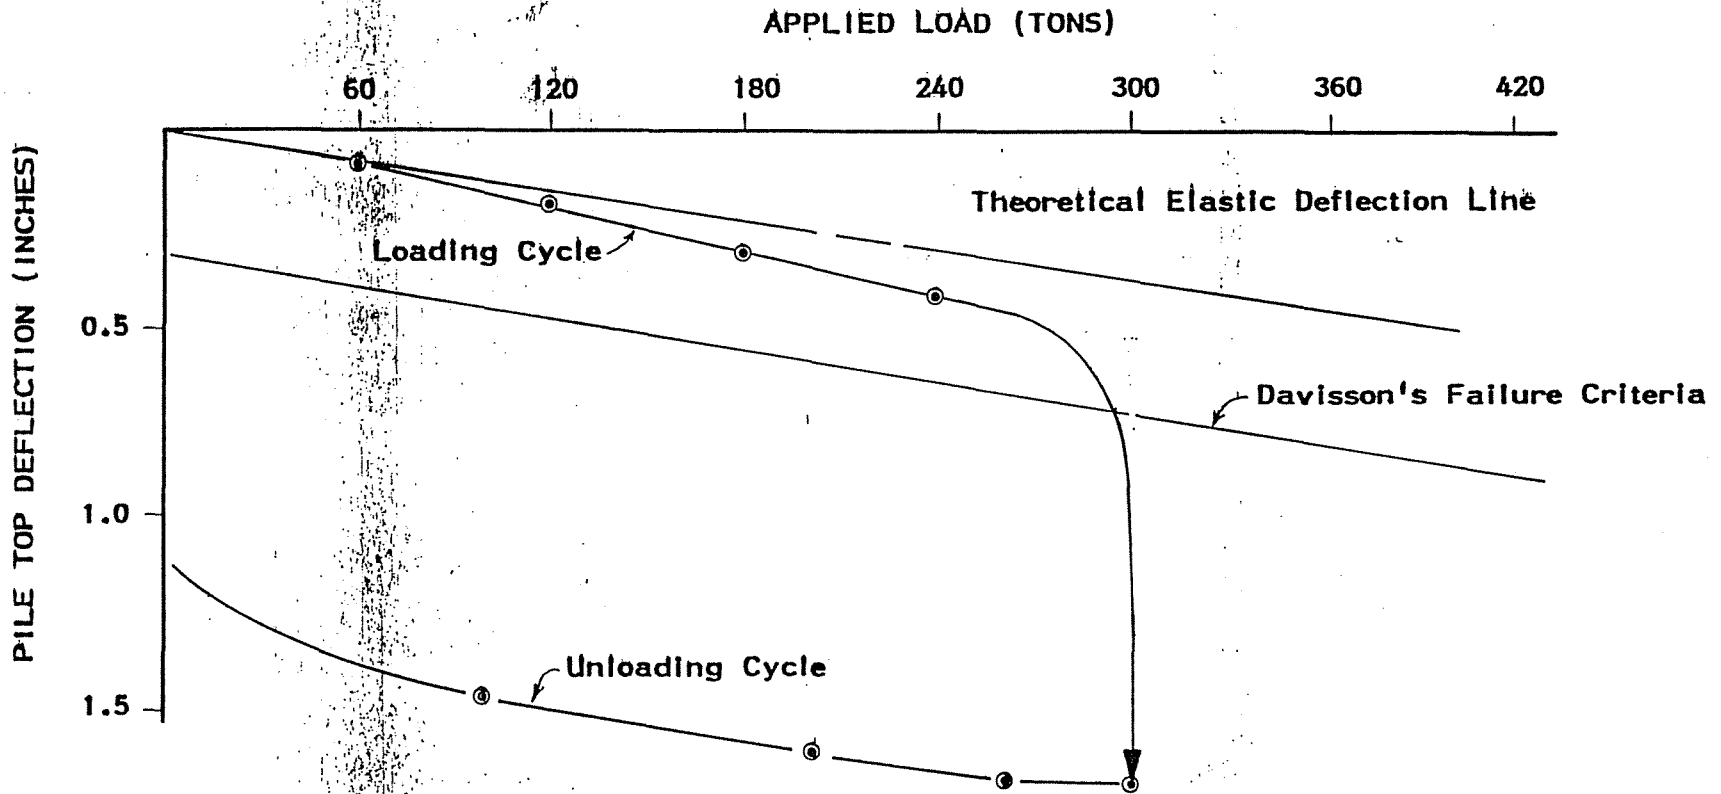 APPLIED LOAD (TONS)
60 120 180 240 300 360 420
PILE TOP DEFLECTION (INCHES)
Theoretical Elastic Deflection Line
Loading Cycle
0.5
Davisson's Failure Criteria
1.0
Unloading Cycle
1.5